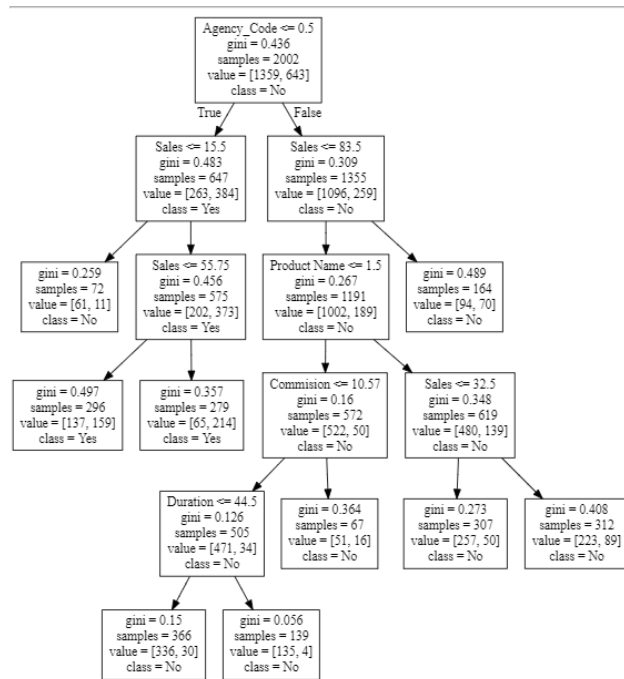 Agency_Code <= 0.5
gini = 0.436
samples = 2002
value = [1359, 643]
class = No
True
False
Sales <= 15.5
gini = 0.483
samples = 647
value = [263, 384]
class = Yes
Sales <= 83.5
gini = 0.309
samples = 1355
value = [1096, 259]
class = No
gini = 0.259
samples = 72
value = [61, 11]
class = No
Sales <= 55.75
gini = 0.456
samples = 575
value = [202, 373]
class = Yes
Product Name <= 1.5
gini = 0.267
samples = 1191
value = [1002, 189]
class = No
gini = 0.489
samples = 164
value = [94, 70]
class = No
gini = 0.497
samples = 296
value = [137, 159]
class = Yes
gini = 0.357
samples = 279
value = [65, 214]
class = Yes
Commision <= 10.57
gini = 0.16
samples = 572
value = [522, 50]
class = No
Sales <= 32.5
gini = 0.348
samples = 619
value = [480, 139]
class = No
Duration <= 44.5
gini = 0.126
samples = 505
value = [471, 34]
class = No
gini = 0.364
samples = 67
value = [51, 16]
class = No
gini = 0.273
samples = 307
value = [257, 50]
class = No
gini = 0.408
samples = 312
value = [223, 89]
class = No
gini = 0.15
samples = 366
value = [336, 30]
class = No
gini = 0.056
samples = 139
value = [135, 4]
class = No